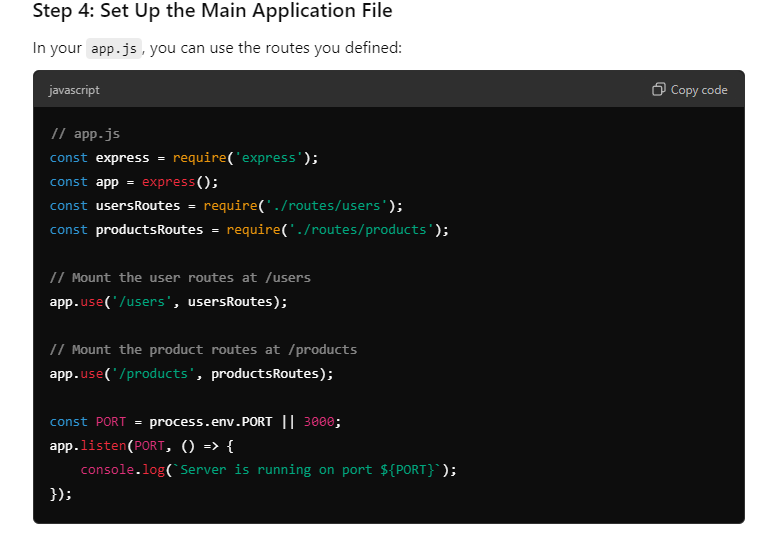 Step 4: Set Up the Main Application File
In your app.js, you can use the routes you defined:
javascript
Copy code
// app.js
const express = require('express');
const app = express();
const usersRoutes = require('./routes/users');
const productsRoutes = require('./routes/products');
// Mount the user routes at /users
app.use('/users', usersRoutes);
// Mount the product routes at /products
app.use('/products', productsRoutes);
const PORT = process.env.PORT || 3000;
app.listen(PORT, () => {
    console.log(`Server is running on port ${PORT}`);
});